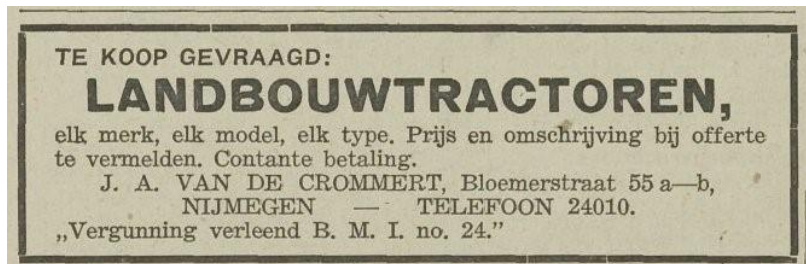 TE KOOP GEVRAAGD:
LANDBOUWTRACTOREN,
elk merk, elk model, elk type. Prijs en omschrijving bij offerte
te vermelden. Contante betaling.
J. A. VAN DE CROMMERT, Bloemerstraat 55 a—b,
NIJMEGEN — TELEFOON 24010.
„Vergunning verleend B. M. I. no. 24.”